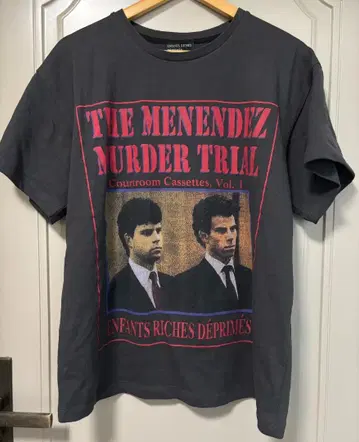 THE MENENDEZ
MURDER TRIAL
Courtroom Cassettes, Vol. 1
ENFANTS RICHES DÉPRIMÉS